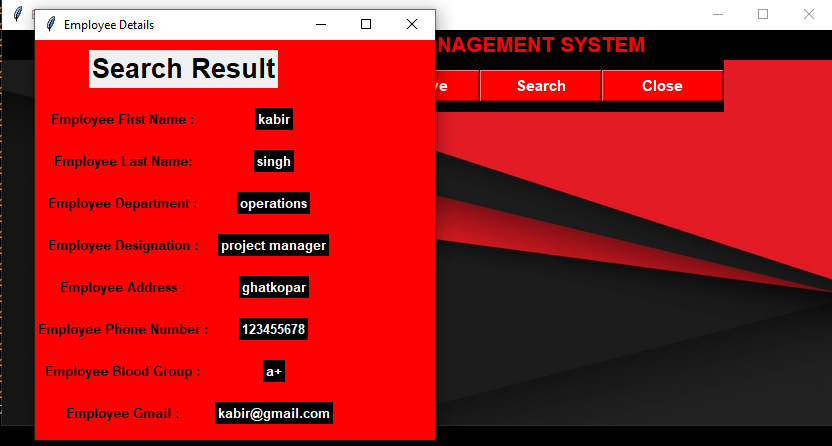 Employee Details
ANAGEMENT SYSTEM
Search Result
ve Search Close
Employee First Name : kabir
Employee Last Name: singh
Employee Department : operations
Employee Designation : project manager
Employee Address : ghatkopar
Employee Phone Number : 123455678
Employee Blood Group : a+
Employee Gmail : kabir@gmail.com